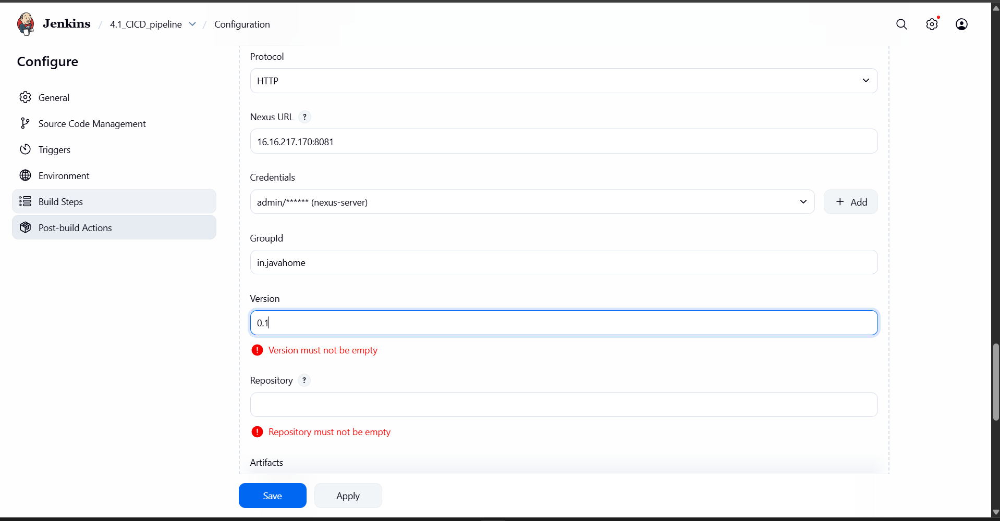 Jenkins / 4.1_CICD_pipeline / Configuration
Configure
General
Source Code Management
Triggers
Environment
Build Steps
Post-build Actions
Protocol
HTTP
Nexus URL ?
16.16.217.170:8081
Credentials
admin/****** (nexus-server)
+ Add
GroupId
in.javahome
Version
0.1
Version must not be empty
Repository ?
Repository must not be empty
Artifacts
Save
Apply